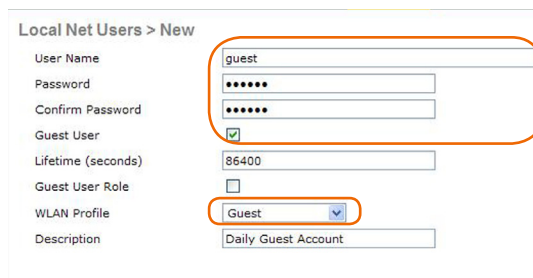 Local Net Users > New
User Name guest
Password ••••••
Confirm Password ••••••
Guest User
Lifetime (seconds) 86400
Guest User Role
WLAN Profile Guest
Description Daily Guest Account